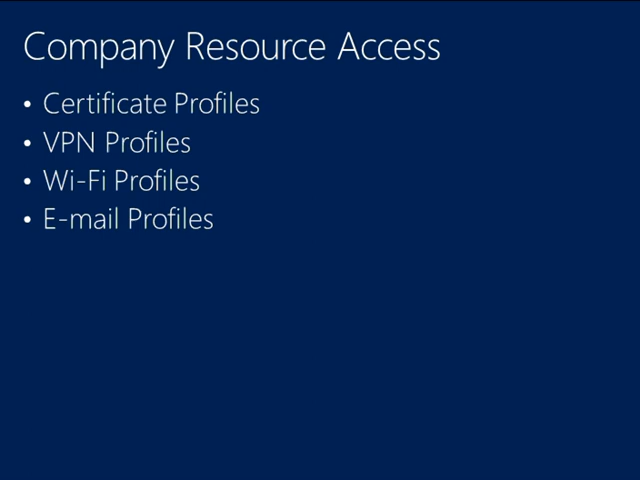 Company Resource Access
• Certificate Profiles
• VPN Profiles
• Wi-Fi Profiles
• E-mail Profiles